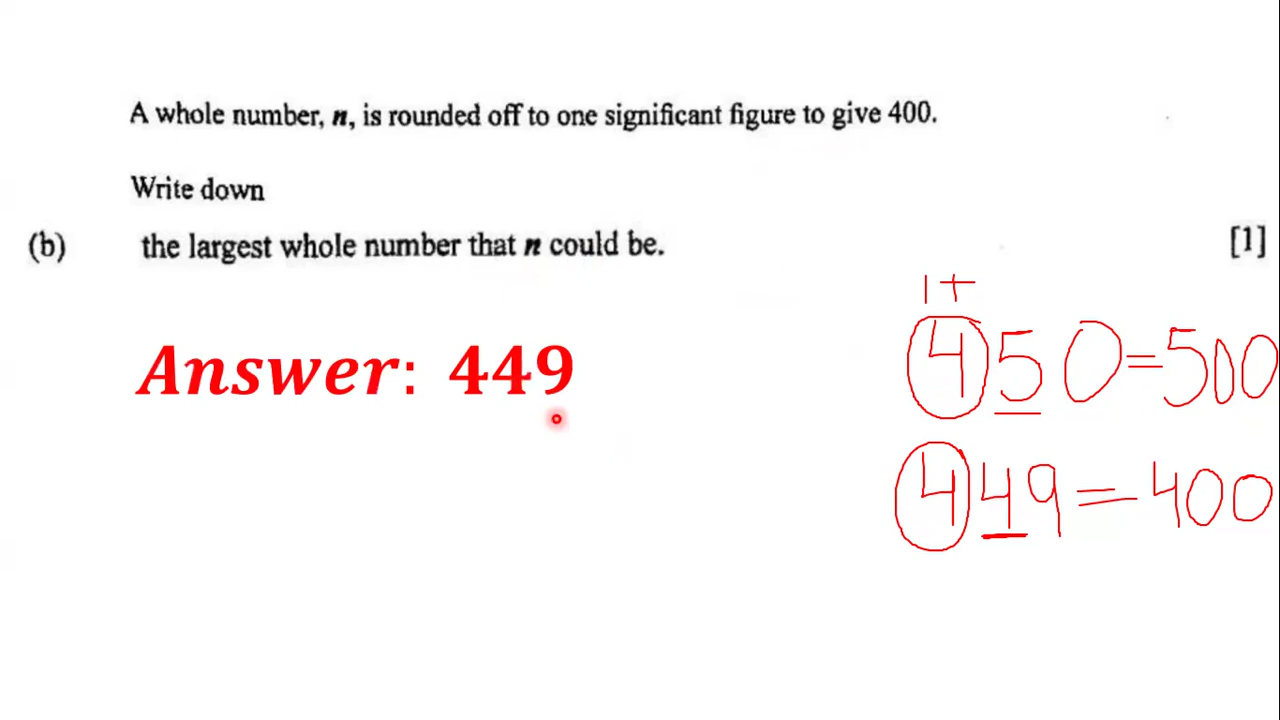 A whole number, n, is rounded off to one significant figure to give 400.
Write down
(b) the largest whole number that n could be. [1]
1+
450=500
Answer: 449
449=400